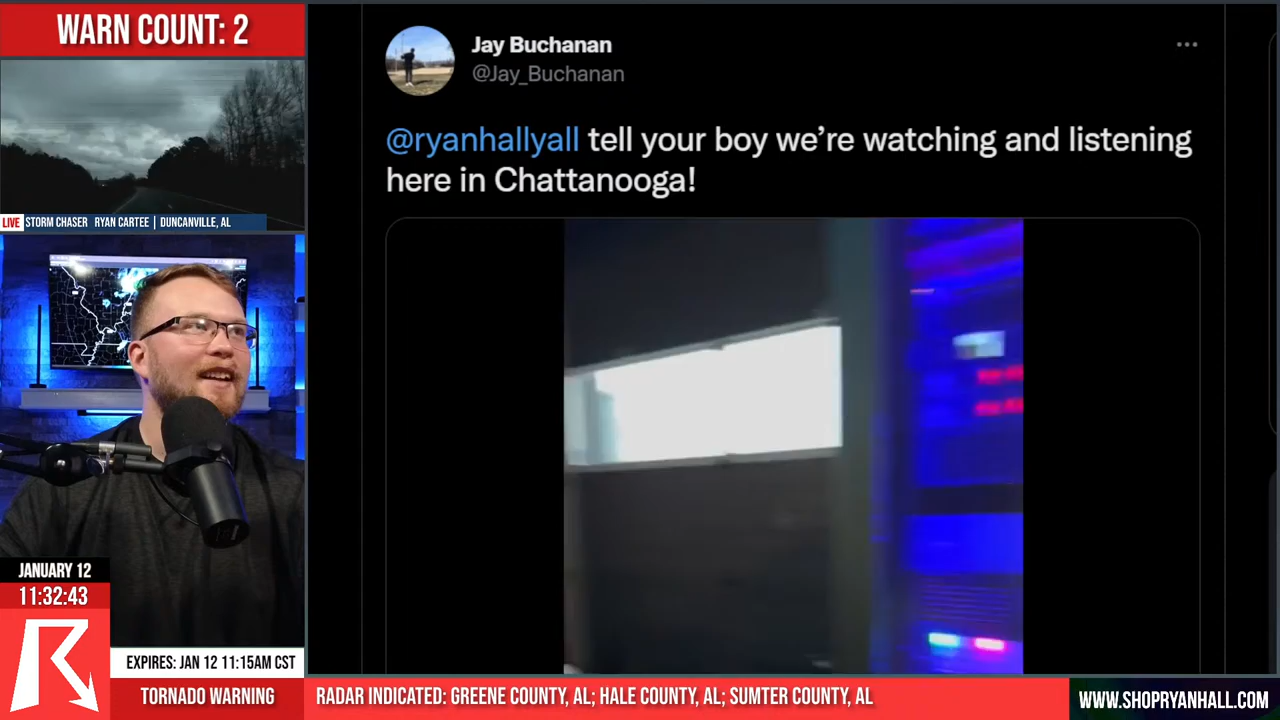 WARN COUNT: 2
LIVE STORM CHASER RYAN CARTEE | DUNCANVILLE, AL
Jay Buchanan
@Jay_Buchanan
@ryanhallyall tell your boy we’re watching and listening
here in Chattanooga!
JANUARY 12
11:32:43
EXPIRES: JAN 12 11:15AM CST
TORNADO WARNING
RADAR INDICATED: GREENE COUNTY, AL; HALE COUNTY, AL; SUMTER COUNTY, AL
WWW.SHOPRYANHALL.COM